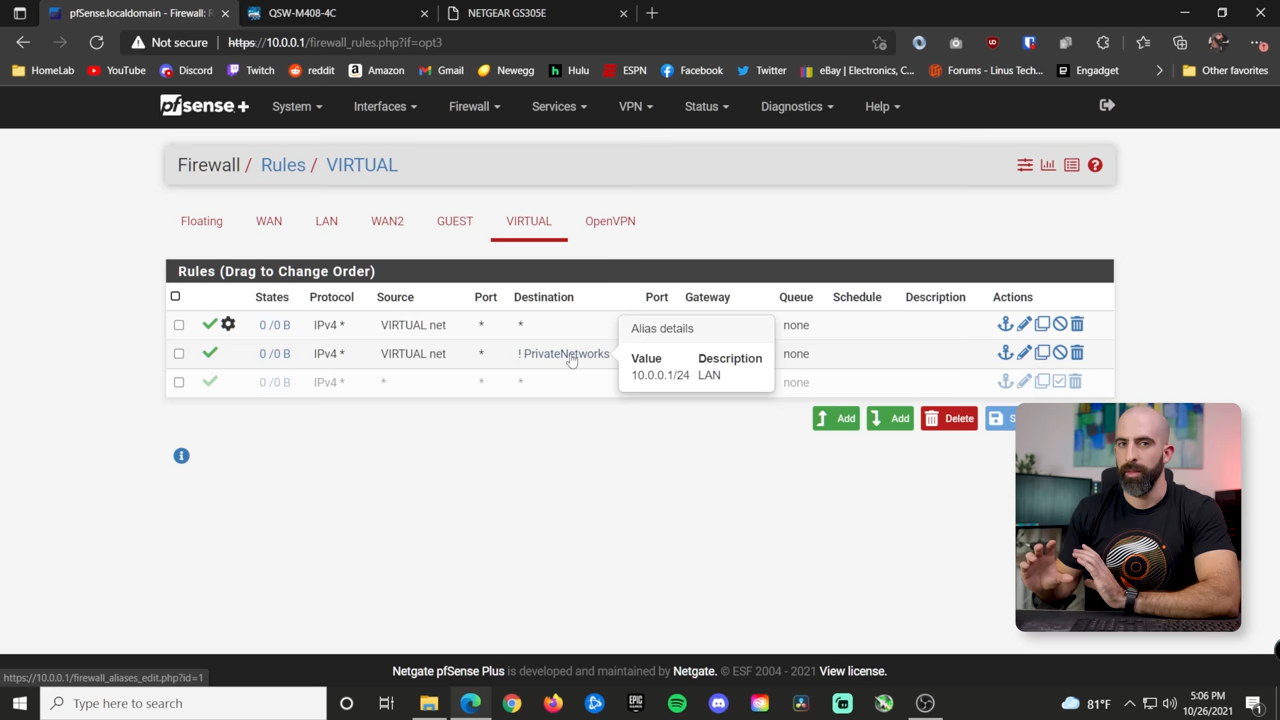 pfSense.localdomain - Firewall: R
QSW-M408-4C
NETGEAR GS305E
Not secure
https://10.0.0.1/firewall_rules.php?if=opt3
HomeLab
YouTube
Discord
Twitch
reddit
Amazon
Gmail
Newegg
Hulu
ESPN
Facebook
Twitter
eBay | Electronics, C...
Forums - Linus Tech...
Engadget
Other favorites
pfsense+
System
Interfaces
Firewall
Services
VPN
Status
Diagnostics
Help
Firewall / Rules / VIRTUAL
Floating
WAN
LAN
WAN2
GUEST
VIRTUAL
OpenVPN
Rules (Drag to Change Order)
States Protocol Source Port Destination Port Gateway Queue Schedule Description Actions
0 /0 B IPv4 * VIRTUAL net * * none
0 /0 B IPv4 * VIRTUAL net * ! PrivateNetworks none
0 /0 B IPv4 * * * * none
Alias details
Value Description
10.0.0.1/24 LAN
Add
Add
Delete
S
https://10.0.0.1/firewall_aliases_edit.php?id=1
Netgate pfSense Plus is developed and maintained by Netgate. © ESF 2004 - 2021 View license.
Type here to search
EPIC
GAMES
81°F
5:06 PM
10/26/2021
1